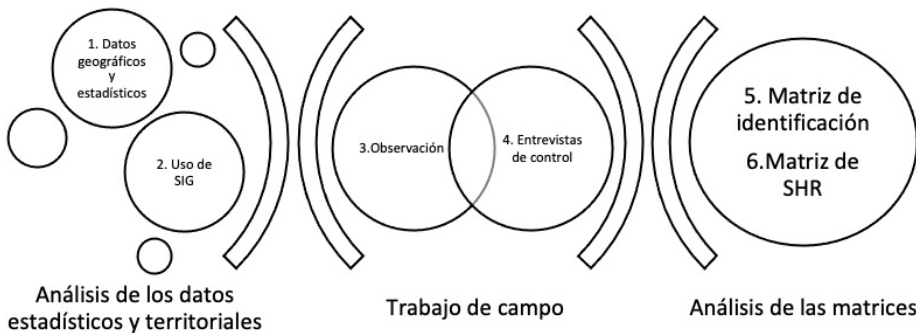 1. Datos
geográficos
y
estadísticos
2. Uso de
SIG
3.Observación
4. Entrevistas
de control
5. Matriz de
identificación
6.Matriz de
SHR
Análisis de los datos
estadísticos y territoriales
Trabajo de campo
Análisis de las matrices